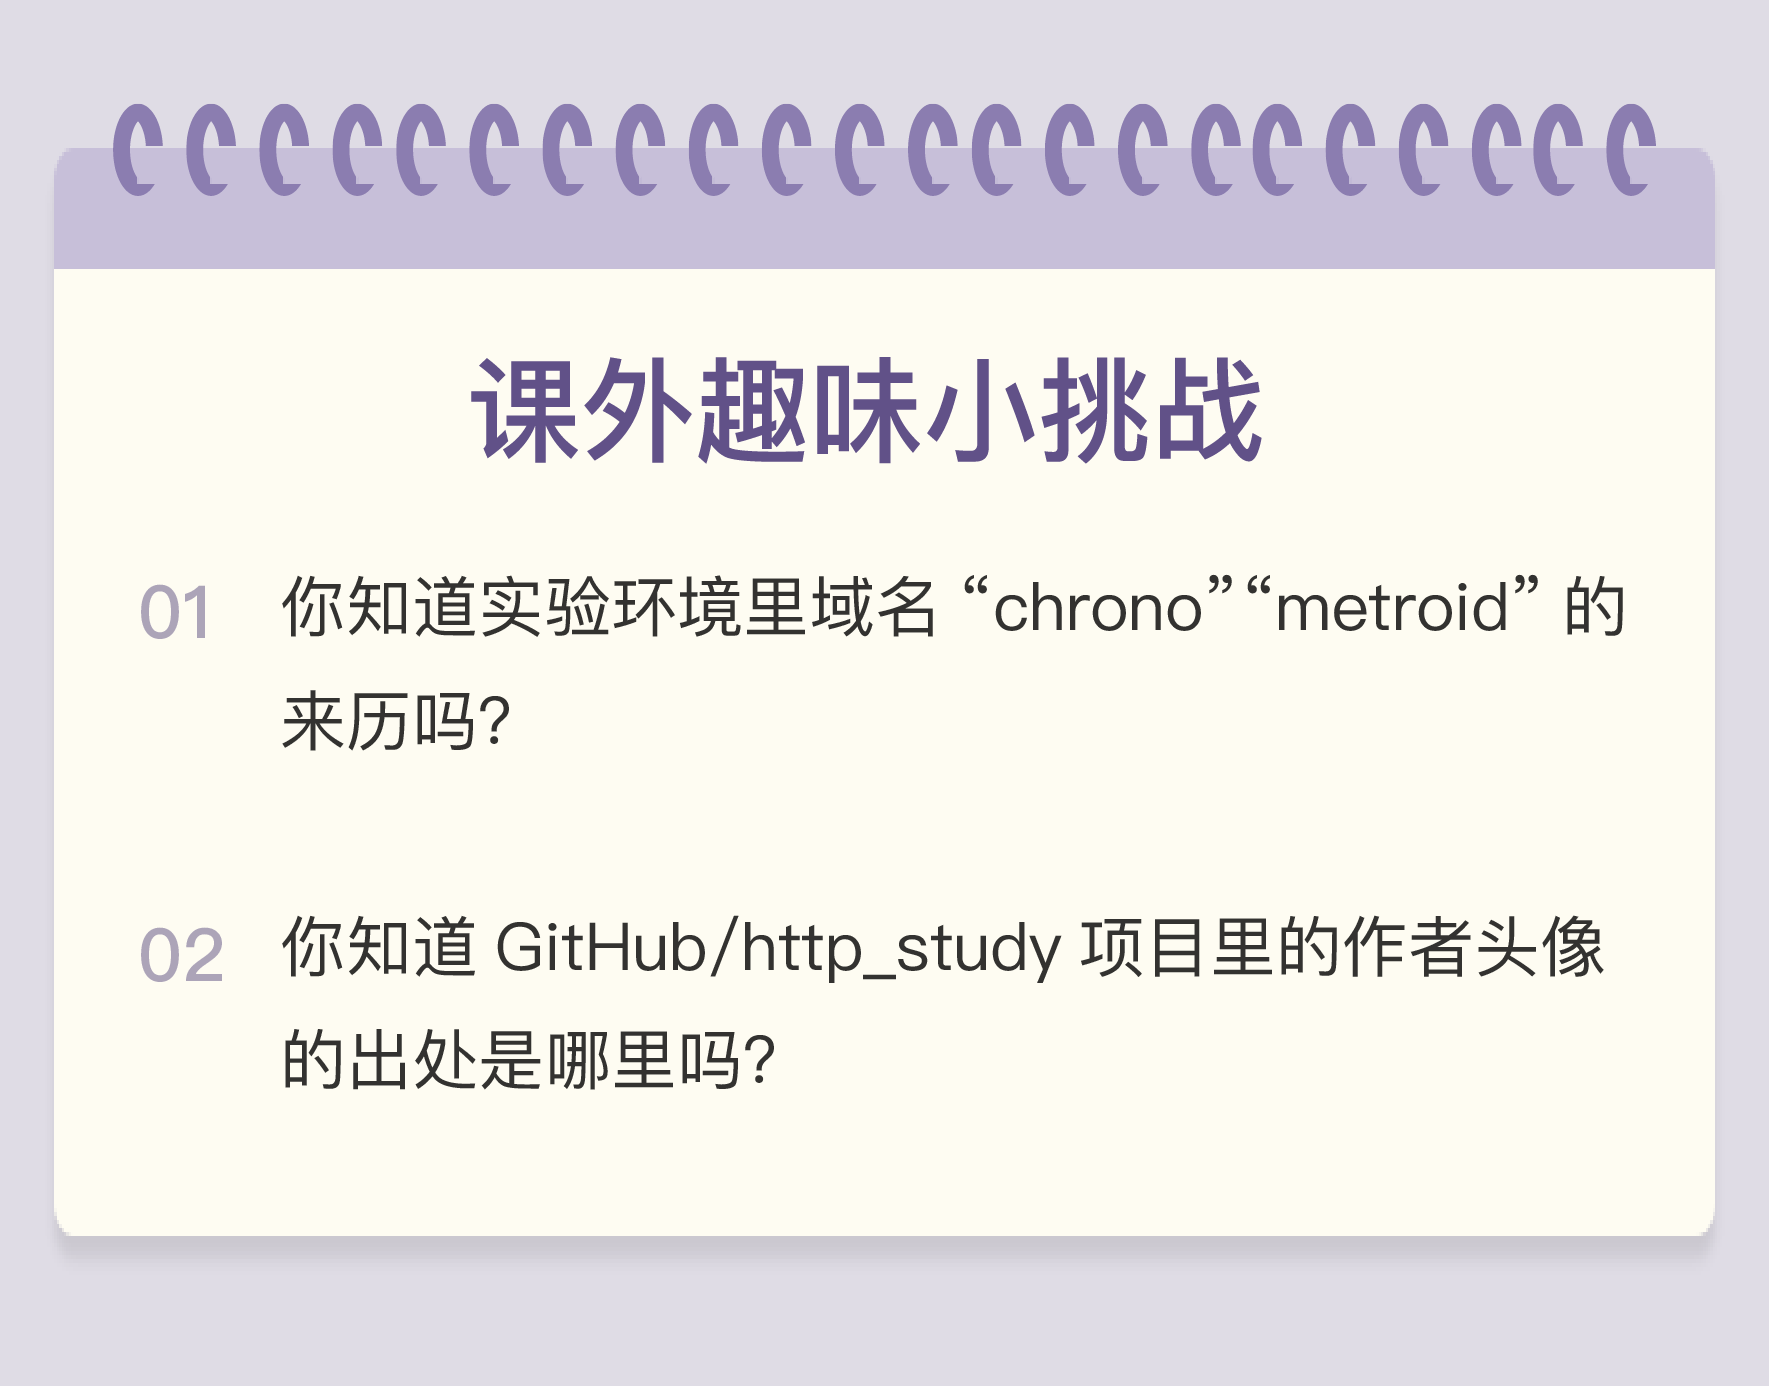 课外趣味小挑战
01 你知道实验环境里域名“chrono”“metroid”的
来历吗？
02 你知道 GitHub/http_study 项目里的作者头像
的出处是哪里吗？